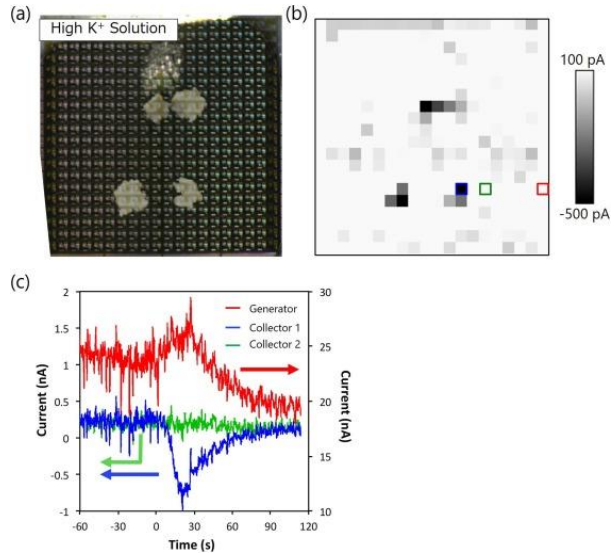 (a)
High K⁺ Solution
(b)
100 pA
-500 pA
(c)
2
1.5
1
0.5
0
-0.5
-1
30
25
20
15
10
Generator
Collector 1
Collector 2
Current (nA)
Current (nA)
-60
-30
0
30
60
90
120
Time (s)